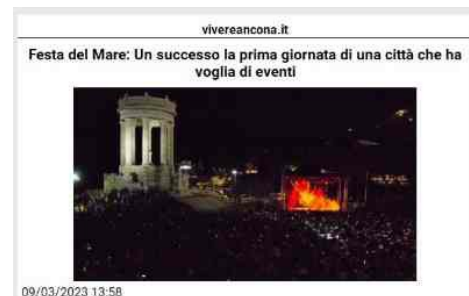 vivereancona.it
Festa del Mare: Un successo la prima giornata di una città che ha
voglia di eventi
09/03/2023 13:58